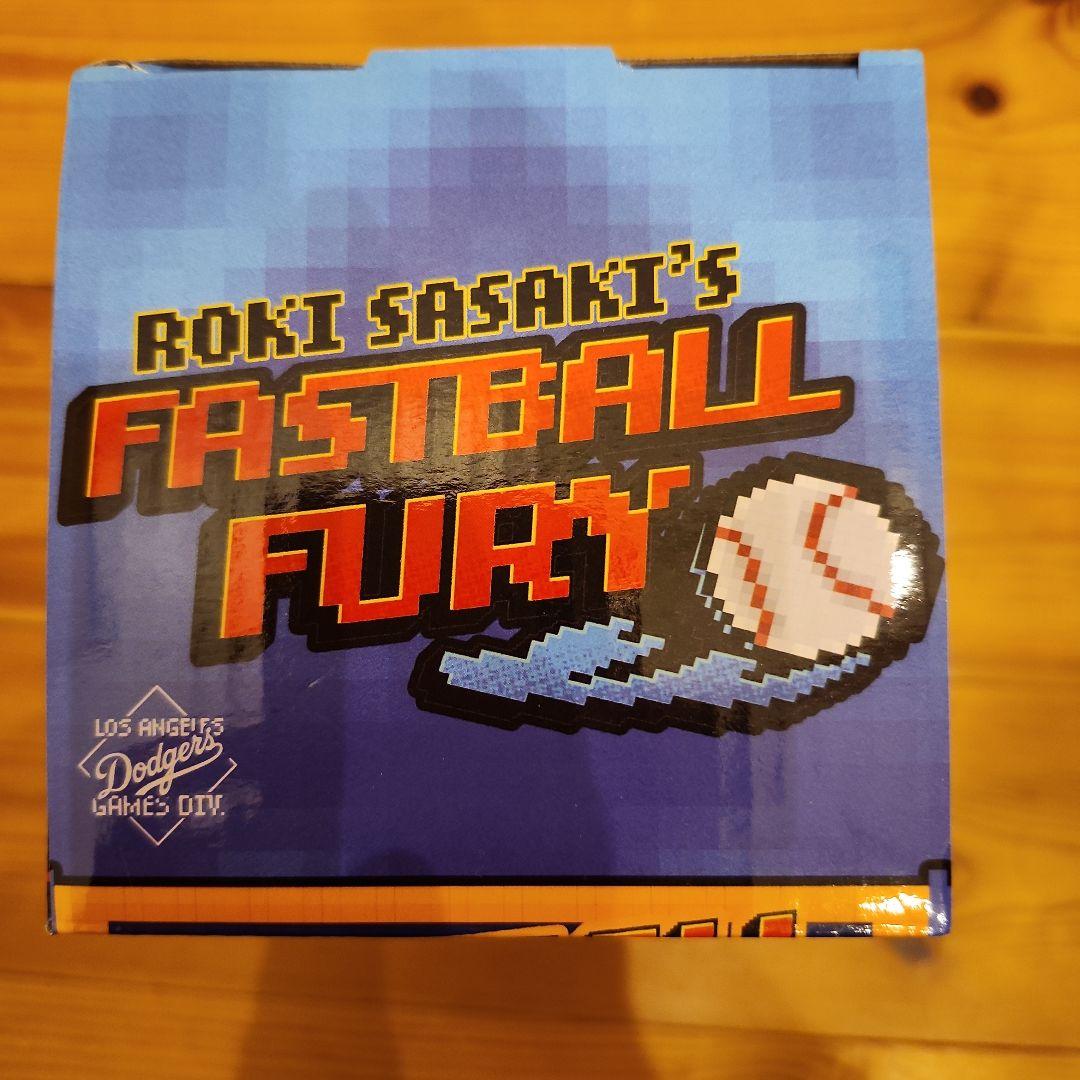 ROKI SASAKI'S
FASTBALL
FURY
LOS ANGELES
Dodgers
GAMES DIV.